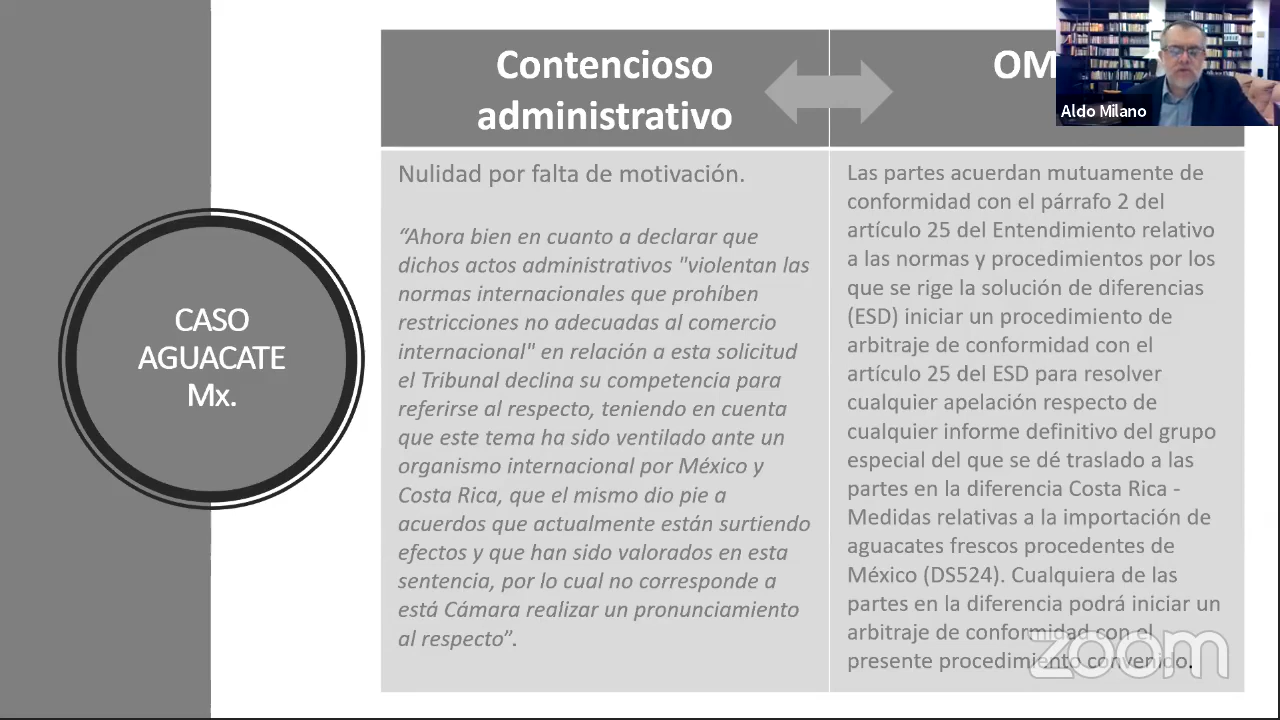 CASO
AGUACATE
Mx.
Contencioso
administrativo
OM
Aldo Milano
Nulidad por falta de motivación.
“Ahora bien en cuanto a declarar que
dichos actos administrativos "violentan las
normas internacionales que prohíben
restricciones no adecuadas al comercio
internacional" en relación a esta solicitud
el Tribunal declina su competencia para
referirse al respecto, teniendo en cuenta
que este tema ha sido ventilado ante un
organismo internacional por México y
Costa Rica, que el mismo dio pie a
acuerdos que actualmente están surtiendo
efectos y que han sido valorados en esta
sentencia, por lo cual no corresponde a
está Cámara realizar un pronunciamiento
al respecto”.
Las partes acuerdan mutuamente de
conformidad con el párrafo 2 del
artículo 25 del Entendimiento relativo
a las normas y procedimientos por los
que se rige la solución de diferencias
(ESD) iniciar un procedimiento de
arbitraje de conformidad con el
artículo 25 del ESD para resolver
cualquier apelación respecto de
cualquier informe definitivo del grupo
especial del que se dé traslado a las
partes en la diferencia Costa Rica -
Medidas relativas a la importación de
aguacates frescos procedentes de
México (DS524). Cualquiera de las
partes en la diferencia podrá iniciar un
arbitraje de conformidad con el
presente procedimiento convenido.
zoom